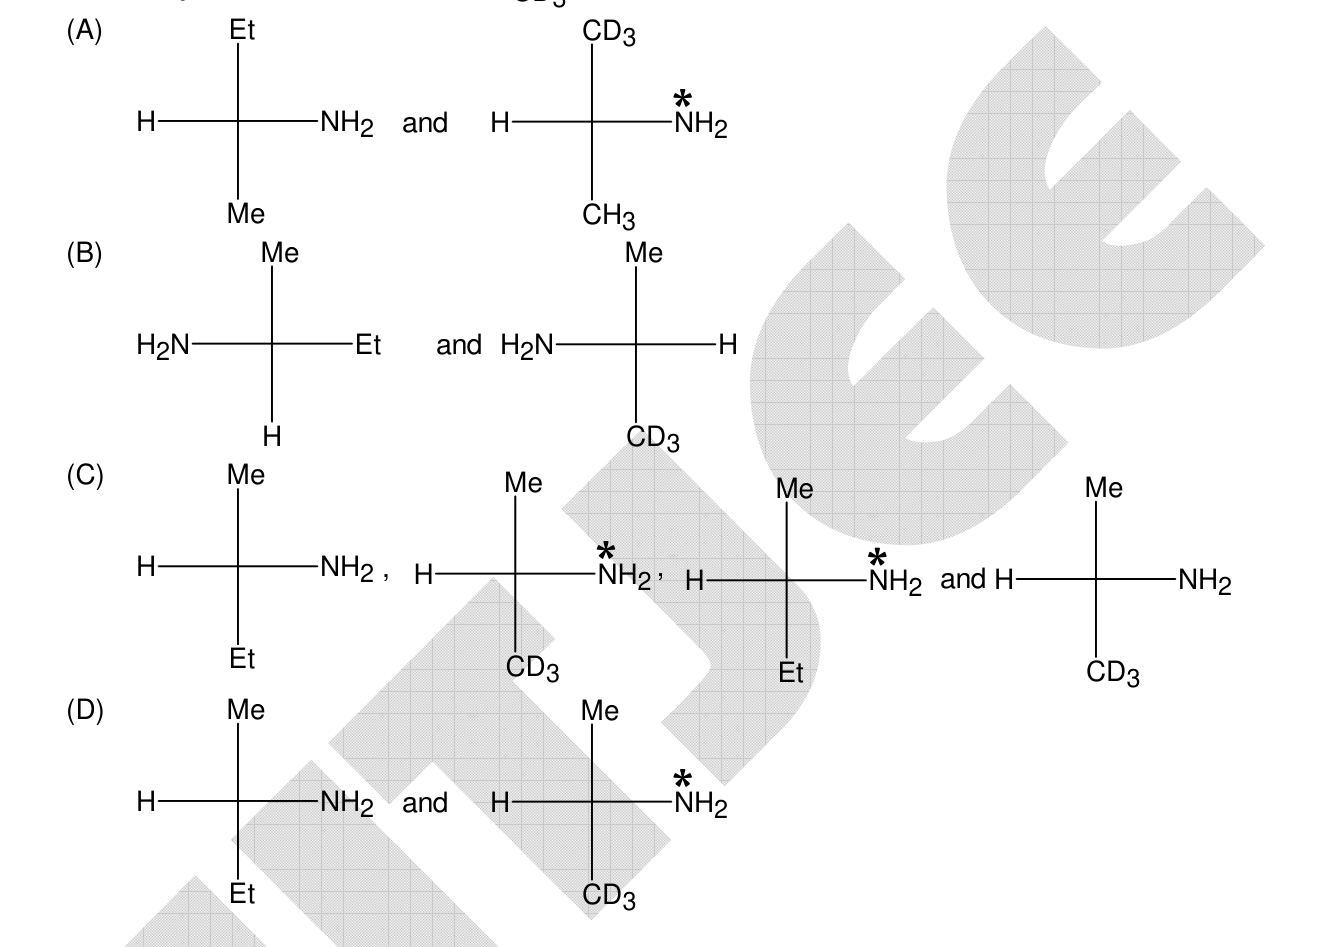 CD3
(A)
Et
CD3
H NH2 and H *NH2
Me
CH3
(B)
Me
Me
H2N Et and H2N H
H
CD3
(C)
Me
Me
Me
Me
H NH2 , H *NH2 , H *NH2 and H NH2
Et
CD3
Et
CD3
(D)
Me
Me
H NH2 and H *NH2
Et
CD3